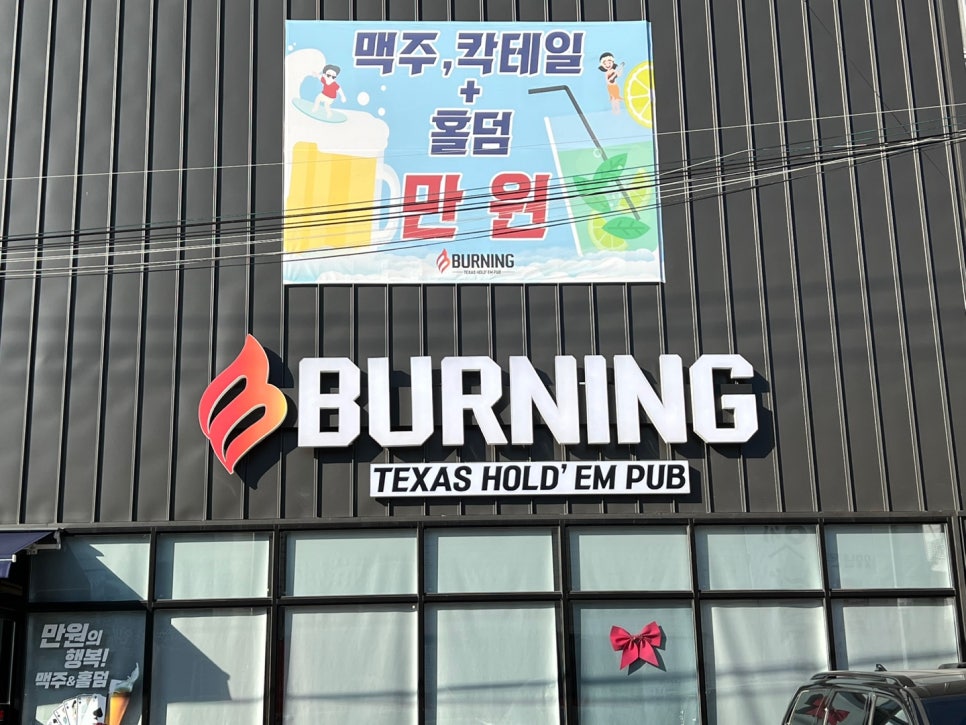 맥주,칵테일
+
홀덤
만원
BURNING
TEXAS HOLD' EM PUB
BURNING
TEXAS HOLD' EM PUB
만원의
행복!
맥주&홀덤